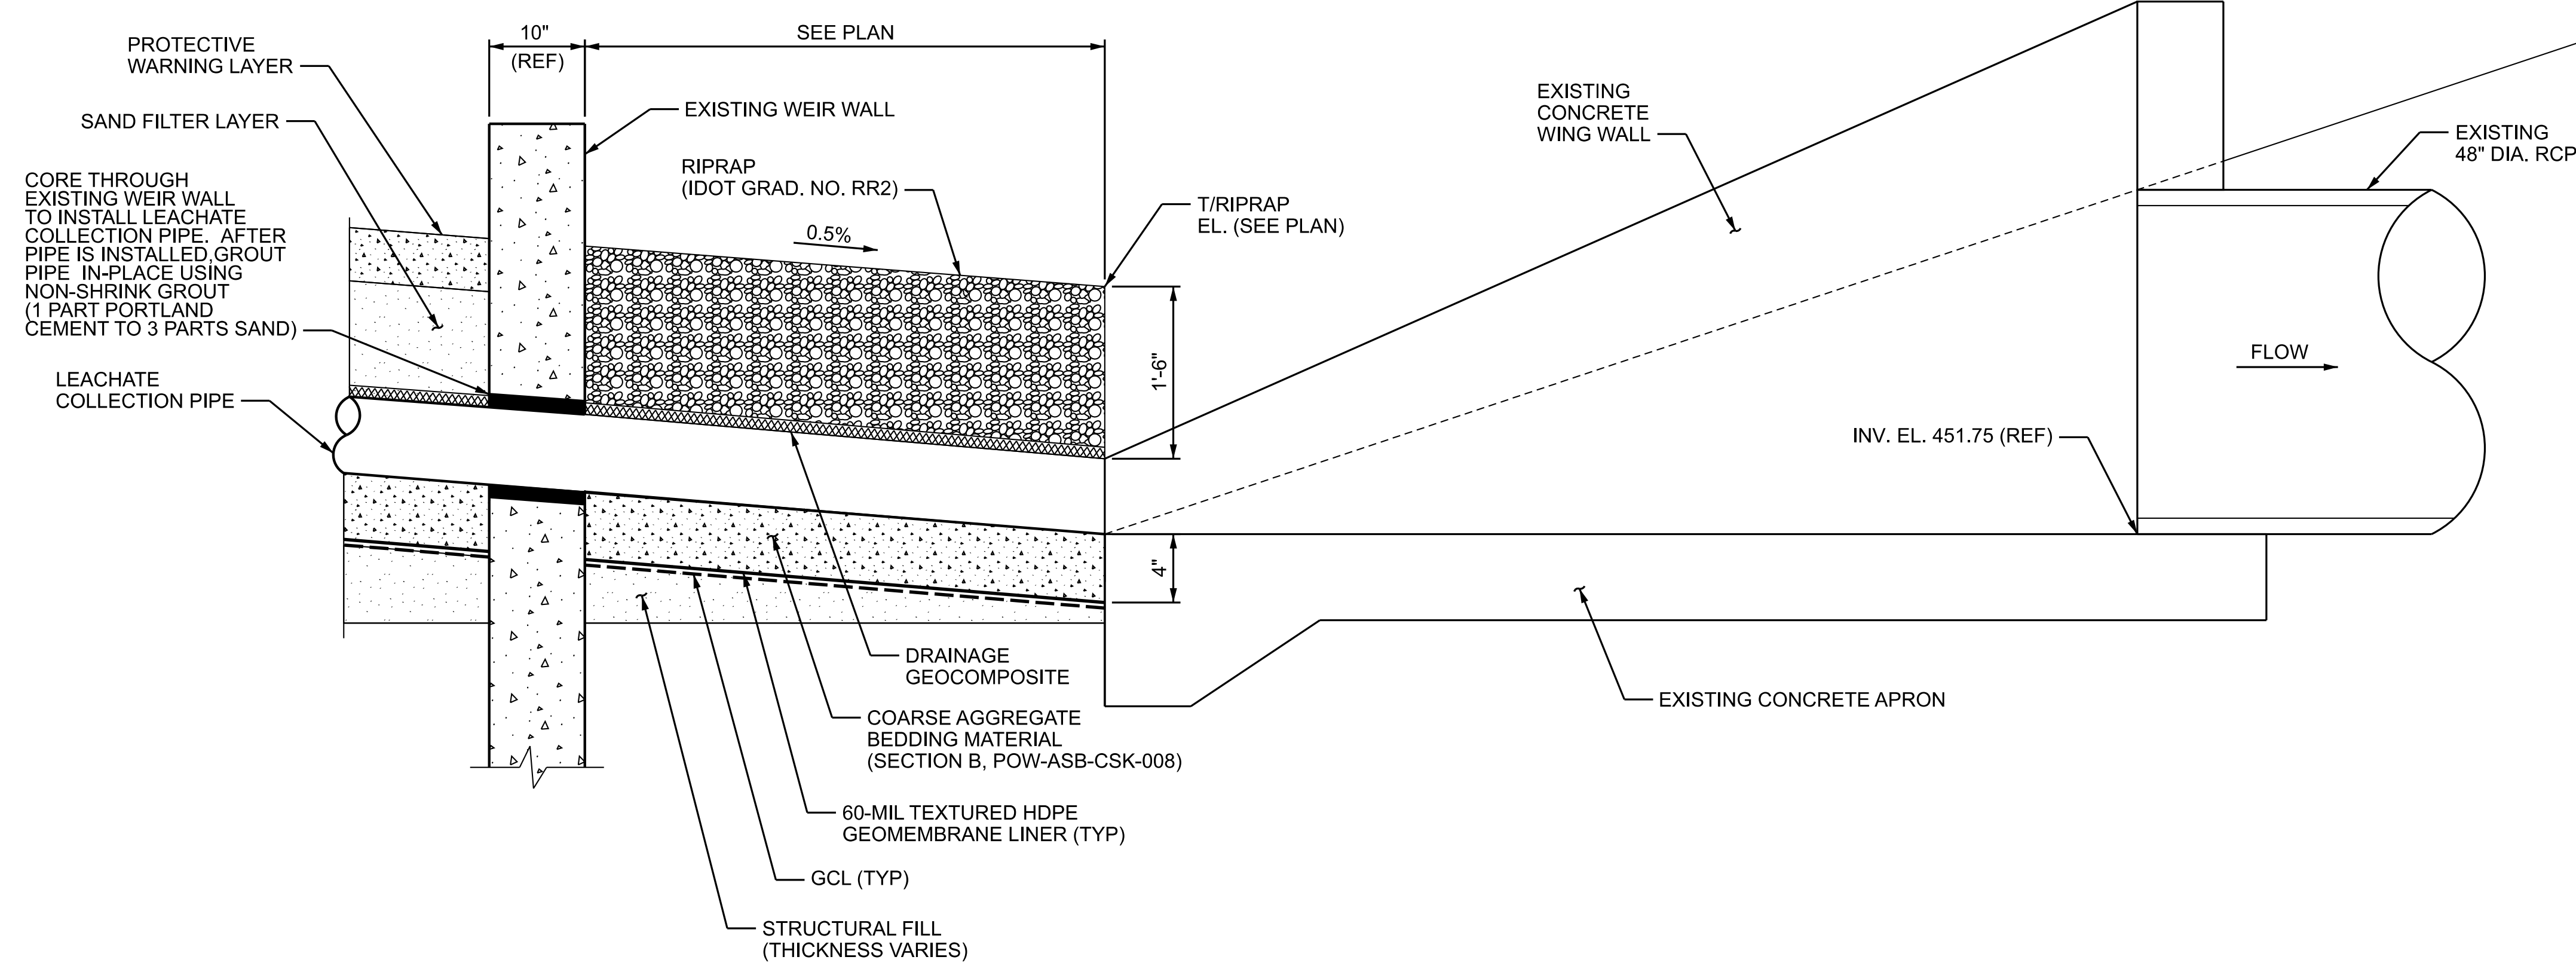 PROTECTIVE
WARNING LAYER
SAND FILTER LAYER
CORE THROUGH
EXISTING WEIR WALL
TO INSTALL LEACHATE
COLLECTION PIPE. AFTER
PIPE IS INSTALLED,GROUT
PIPE IN-PLACE USING
NON-SHRINK GROUT
(1 PART PORTLAND
CEMENT TO 3 PARTS SAND)
LEACHATE
COLLECTION PIPE
10"
(REF)
SEE PLAN
EXISTING WEIR WALL
RIPRAP
(IDOT GRAD. NO. RR2)
0.5%
T/RIPRAP
EL. (SEE PLAN)
1'-6"
4"
DRAINAGE
GEOCOMPOSITE
COARSE AGGREGATE
BEDDING MATERIAL
(SECTION B, POW-ASB-CSK-008)
60-MIL TEXTURED HDPE
GEOMEMBRANE LINER (TYP)
GCL (TYP)
STRUCTURAL FILL
(THICKNESS VARIES)
EXISTING
CONCRETE
WING WALL
EXISTING
48" DIA. RCP
FLOW
INV. EL. 451.75 (REF)
EXISTING CONCRETE APRON